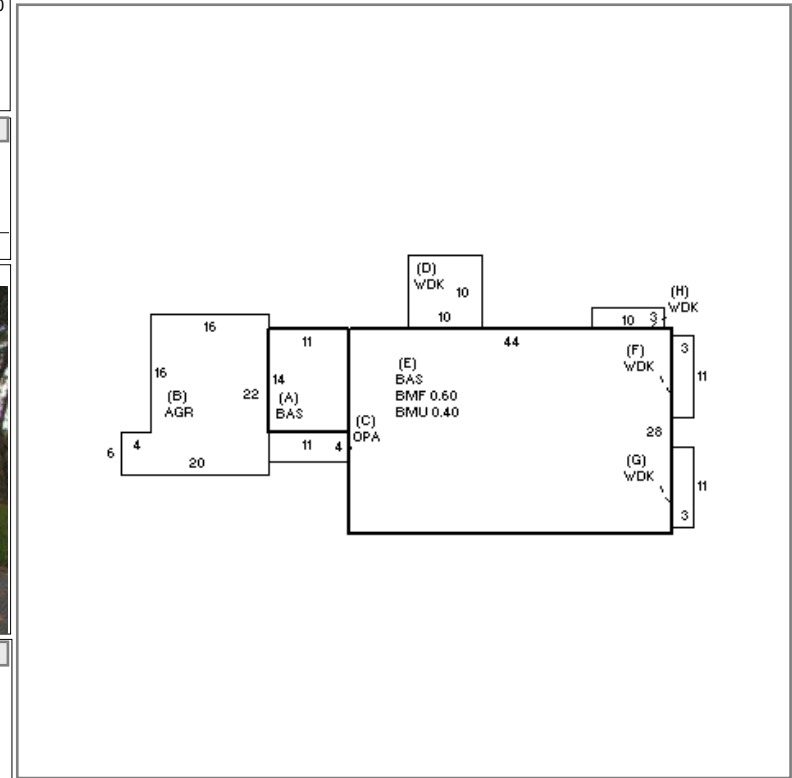 (D)
WDK
10
10
(H)
WDK
10 3
16
11
44
(F)
WDK
3
11
16
(B)
AGR
22
14
(A)
BAS
(E)
BAS
BMF 0.60
BMU 0.40
(C)
OPA
28
6
4
20
11
4
(G)
WDK
11
3